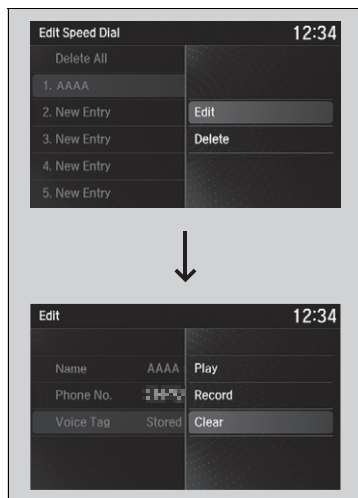 Edit Speed Dial 12:34
Delete All
1. AAAA
2. New Entry Edit
3. New Entry Delete
4. New Entry
5. New Entry
Edit 12:34
Name AAAA Play
Phone No. Record
Voice Tag Stored Clear